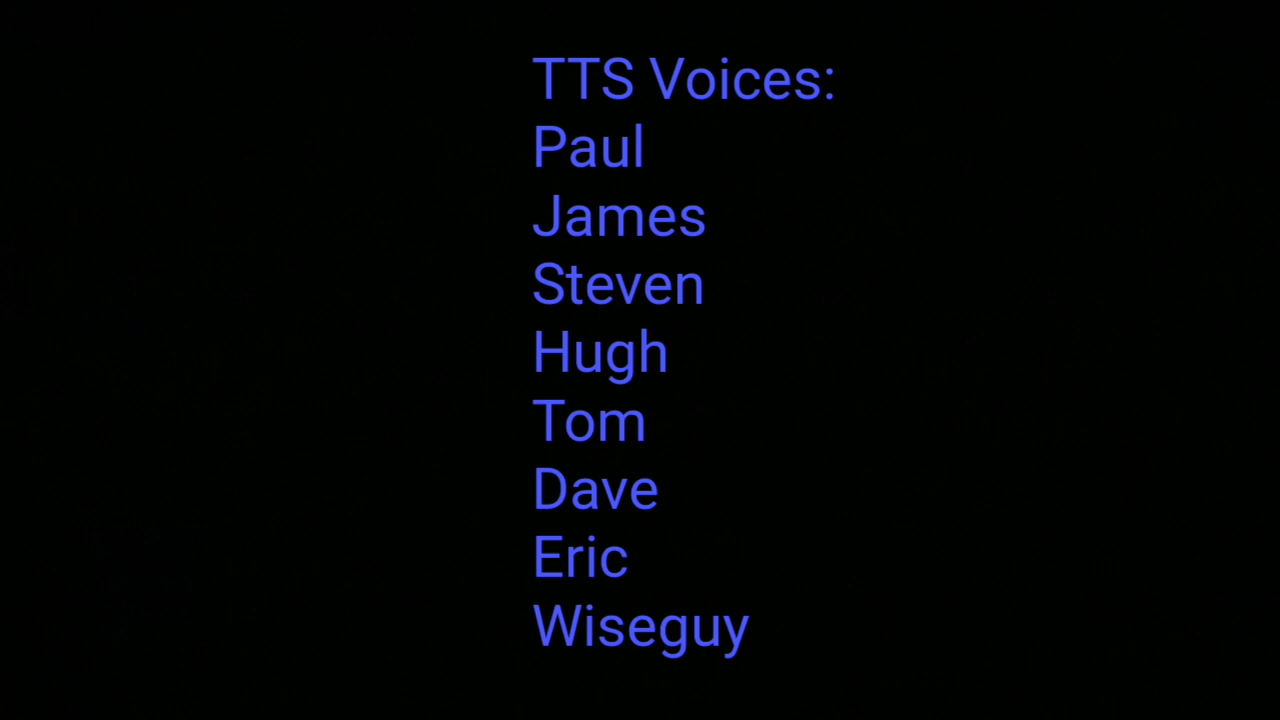 TTS Voices:
Paul
James
Steven
Hugh
Tom
Dave
Eric
Wiseguy